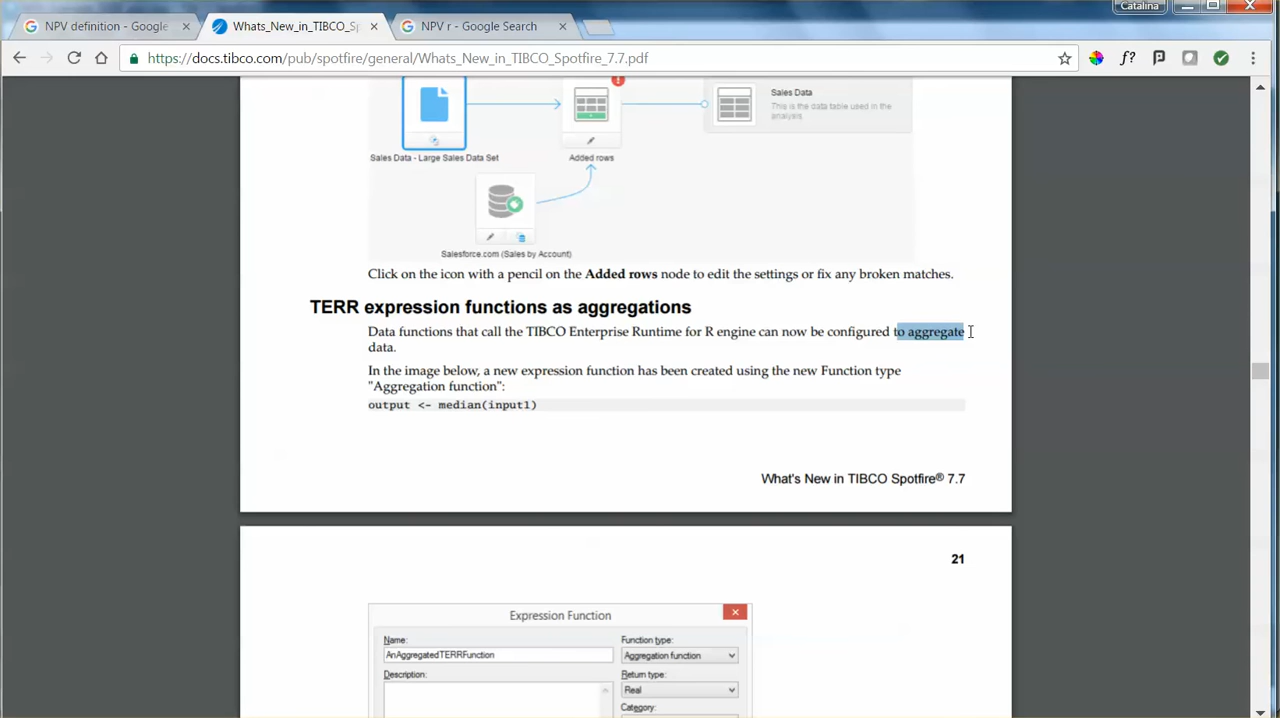 Catalina
NPV definition - Google
Whats_New_in_TIBCO_Sp
NPV r - Google Search
https://docs.tibco.com/pub/spotfire/general/Whats_New_in_TIBCO_Spotfire_7.7.pdf
f?
Sales Data
This is the data table used in the
analysis
Sales Data - Large Sales Data Set
Added rows
Salesforce.com (Sales by Account)
Click on the icon with a pencil on the Added rows node to edit the settings or fix any broken matches.
TERR expression functions as aggregations
Data functions that call the TIBCO Enterprise Runtime for R engine can now be configured to aggregate
data.
In the image below, a new expression function has been created using the new Function type
"Aggregation function":
output <- median(input1)
What's New in TIBCO Spotfire® 7.7
21
Expression Function
Name:
Function type:
AnAggregatedTERRFunction
Aggregation function
Description:
Return type:
Real
Category: